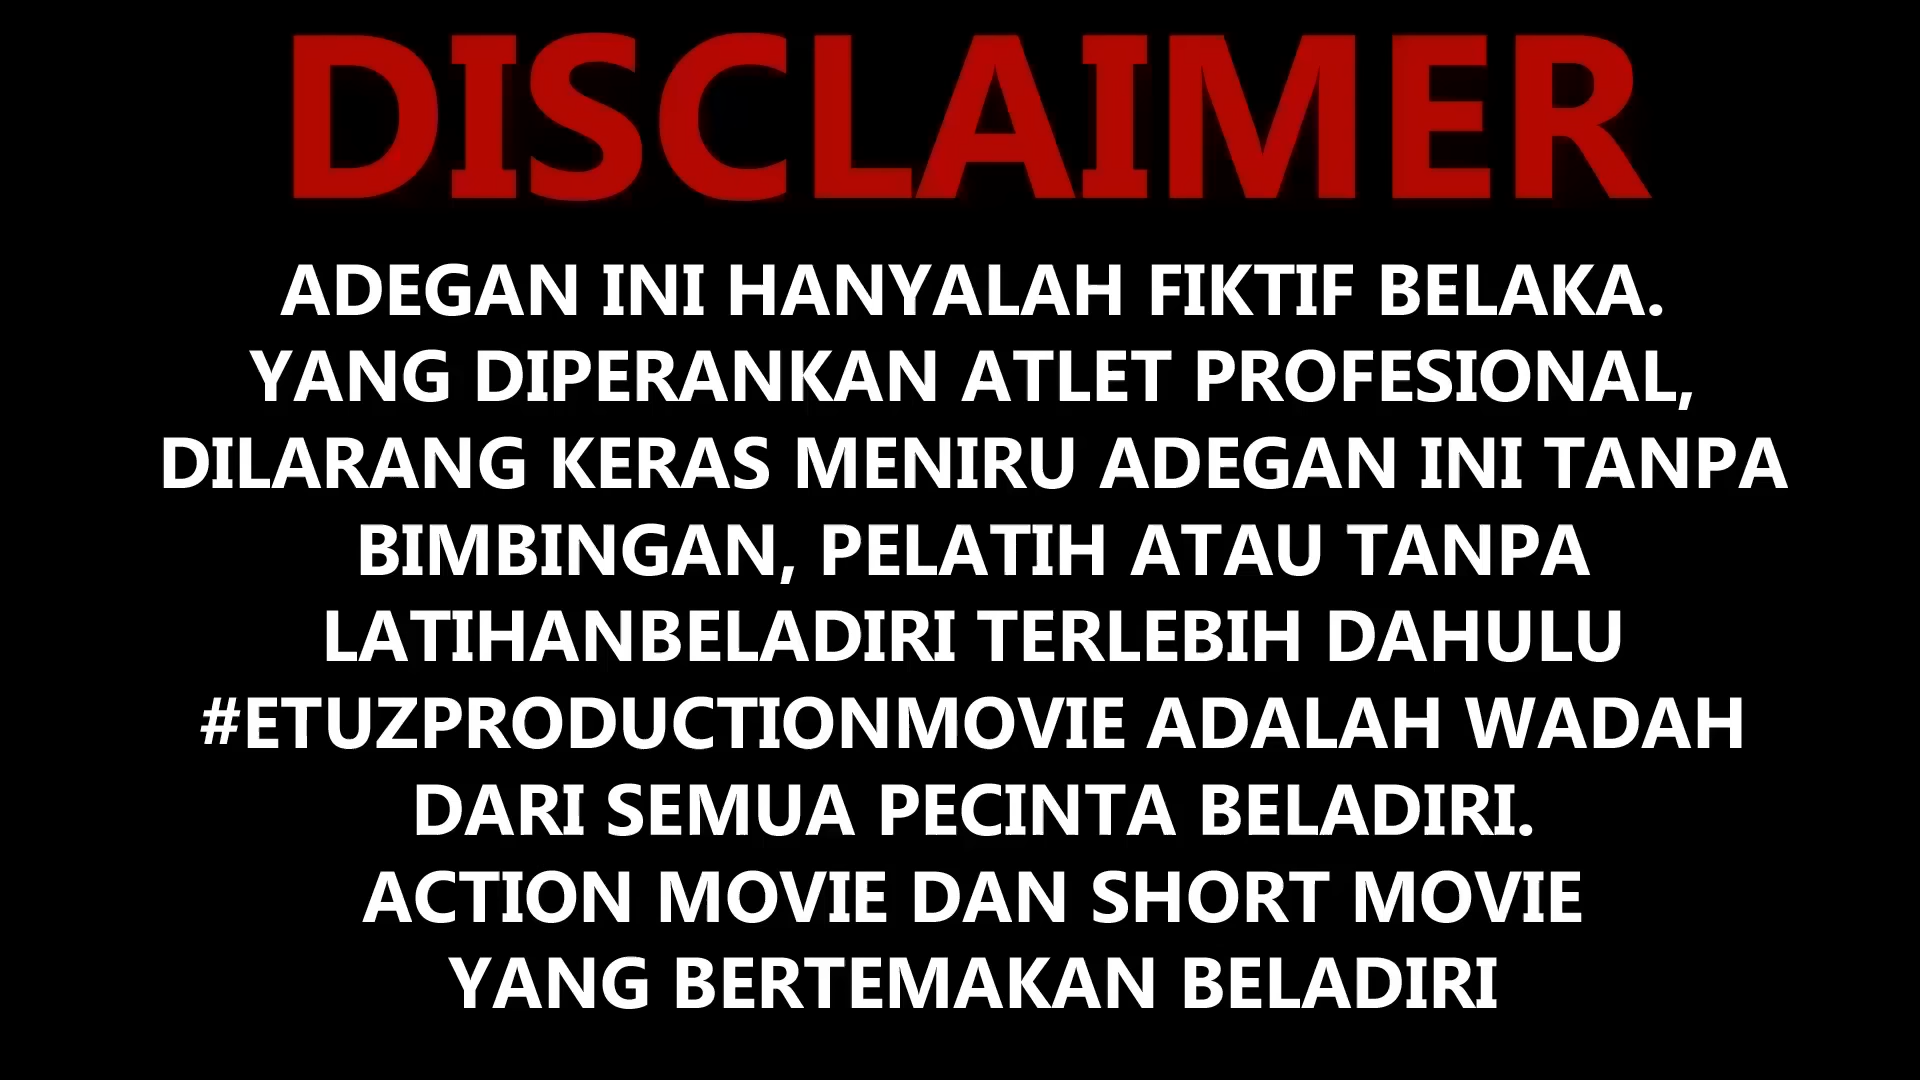 DISCLAIMER
ADEGAN INI HANYALAH FIKTIF BELAKA.
YANG DIPERANKAN ATLET PROFESIONAL,
DILARANG KERAS MENIRU ADEGAN INI TANPA
BIMBINGAN, PELATIH ATAU TANPA
LATIHANBELADIRI TERLEBIH DAHULU
#ETUZPRODUCTIONMOVIE ADALAH WADAH
DARI SEMUA PECINTA BELADIRI.
ACTION MOVIE DAN SHORT MOVIE
YANG BERTEMAKAN BELADIRI